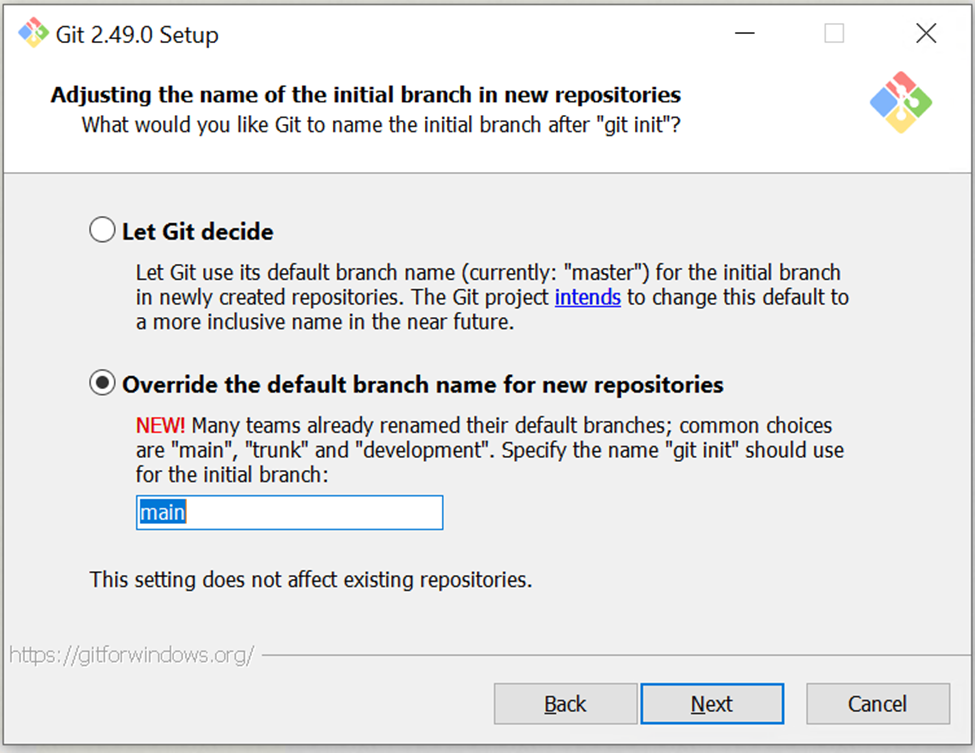 Git 2.49.0 Setup
Adjusting the name of the initial branch in new repositories
What would you like Git to name the initial branch after "git init"?
Let Git decide
Let Git use its default branch name (currently: "master") for the initial branch
in newly created repositories. The Git project intends to change this default to
a more inclusive name in the near future.
Override the default branch name for new repositories
NEW! Many teams already renamed their default branches; common choices
are "main", "trunk" and "development". Specify the name "git init" should use
for the initial branch:
main
This setting does not affect existing repositories.
https://gitforwindows.org/
Back Next Cancel